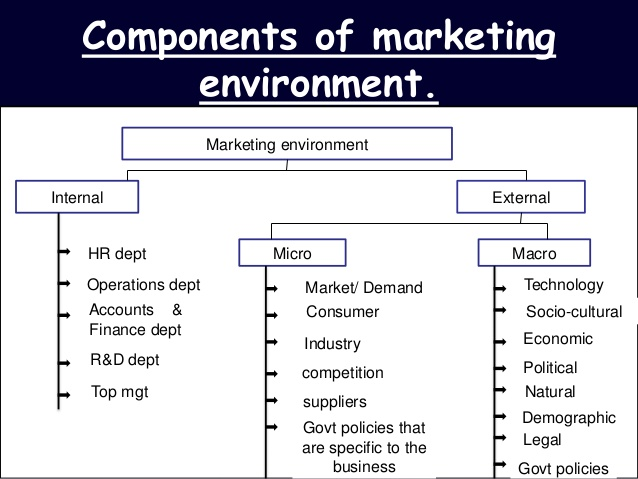 Components of marketing
environment.
Marketing environment
Internal
External
HR dept
Operations dept
Accounts &
Finance dept
R&D dept
Top mgt
Micro
Market/ Demand
Consumer
Industry
competition
suppliers
Govt policies that
are specific to the
business
Macro
Technology
Socio-cultural
Economic
Political
Natural
Demographic
Legal
Govt policies